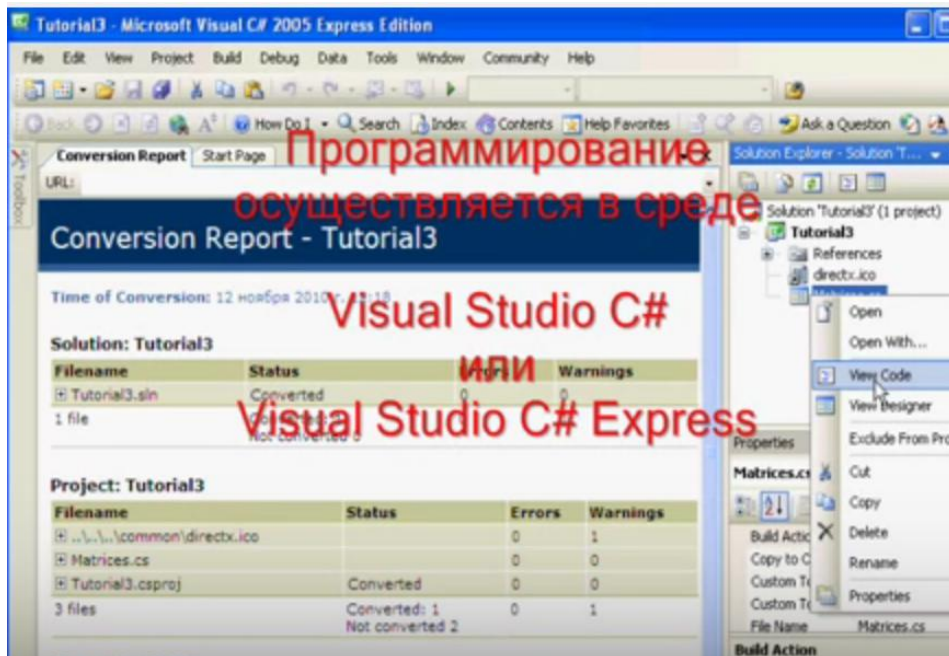 Tutorial3 - Microsoft Visual C# 2005 Express Edition
File Edit View Project Build Debug Data Tools Window Community Help
Back How Do I Search Index Contents Help Favorites Ask a Question
Toolbox
Conversion Report Start Page
URL:
Программирование
осуществляется в среде
Conversion Report - Tutorial3
Time of Conversion: 12 ноября 2010 г.
Visual Studio C#
или
Visual Studio C# Express
Solution: Tutorial3
Filename Status Errors Warnings
Tutorial3.sln Converted 0 0
1 file
Not converted 0
Project: Tutorial3
Filename Status Errors Warnings
..\..\..\common\directx.ico 0 1
Matrices.cs 0 0
Tutorial3.csproj Converted 0 0
3 files Converted: 1 0 1
Not converted 2
Solution Explorer - Solution 'T...
Solution 'Tutorial3' (1 project)
Tutorial3
References
directx.ico
Matrices.cs
Open
Open With...
View Code
View Designer
Exclude From Pro
Cut
Copy
Delete
Rename
Properties
Properties
Matrices.cs
Build Actic
Copy to O
Custom To
Custom To
File Name Matrices.cs
Build Action